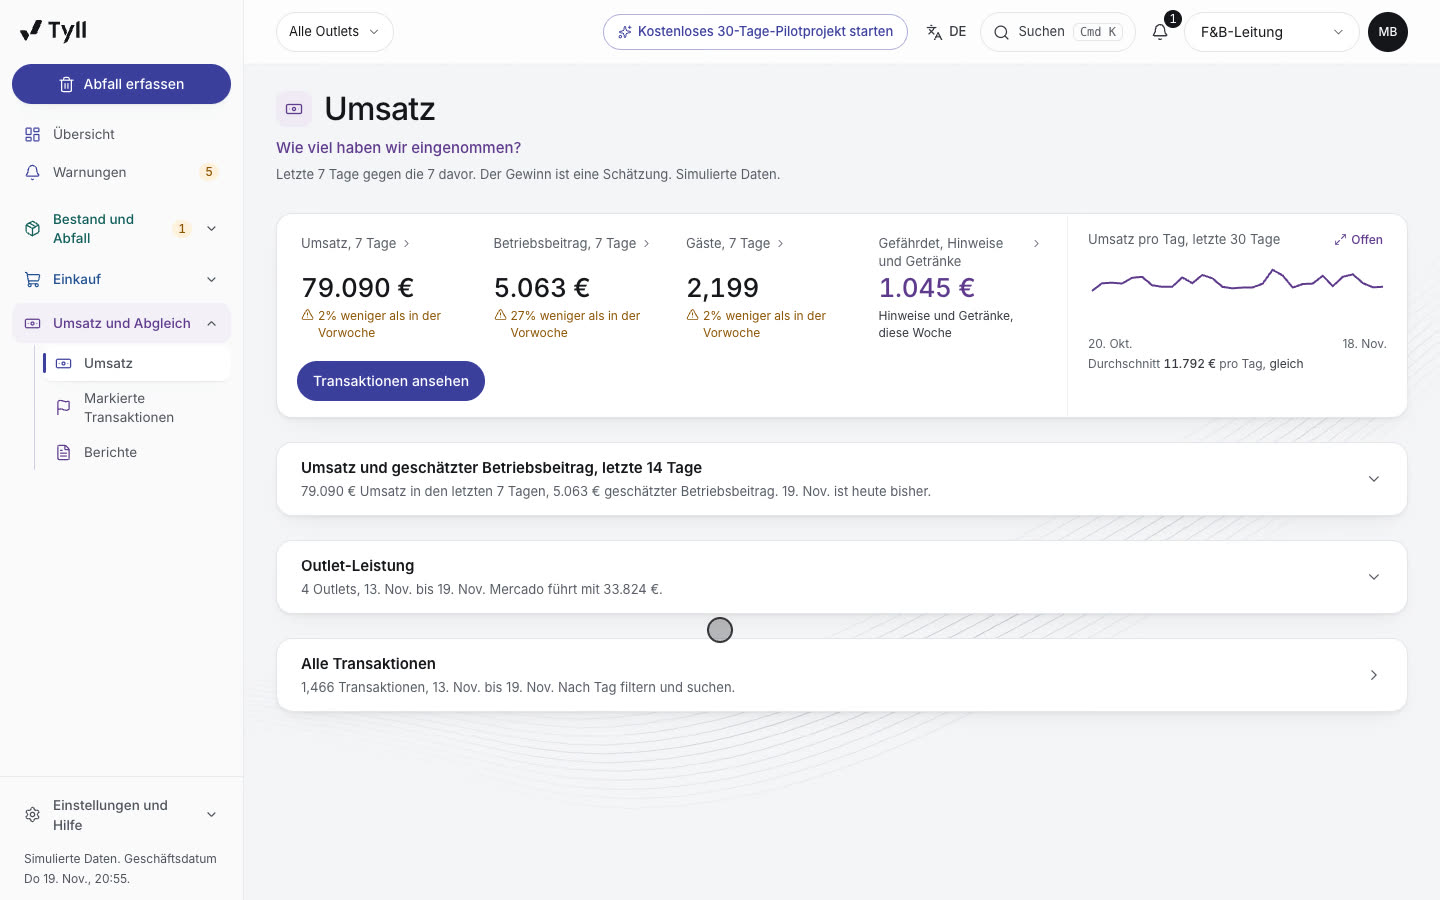 Tyll
Alle Outlets
Kostenloses 30-Tage-Pilotprojekt starten
DE
Suchen
Cmd K
1
F&B-Leitung
MB
Abfall erfassen
Übersicht
Warnungen
5
Bestand und
Abfall
1
Einkauf
Umsatz und Abgleich
Umsatz
Markierte
Transaktionen
Berichte
Einstellungen und
Hilfe
Simulierte Daten. Geschäftsdatum
Do 19. Nov., 20:55.
Umsatz
Wie viel haben wir eingenommen?
Letzte 7 Tage gegen die 7 davor. Der Gewinn ist eine Schätzung. Simulierte Daten.
Umsatz, 7 Tage
79.090 €
2% weniger als in der
Vorwoche
Betriebsbeitrag, 7 Tage
5.063 €
27% weniger als in der
Vorwoche
Gäste, 7 Tage
2,199
2% weniger als in der
Vorwoche
Gefährdet, Hinweise
und Getränke
1.045 €
Hinweise und Getränke,
diese Woche
Transaktionen ansehen
Umsatz pro Tag, letzte 30 Tage
Offen
20. Okt.
18. Nov.
Durchschnitt 11.792 € pro Tag, gleich
Umsatz und geschätzter Betriebsbeitrag, letzte 14 Tage
79.090 € Umsatz in den letzten 7 Tagen, 5.063 € geschätzter Betriebsbeitrag. 19. Nov. ist heute bisher.
Outlet-Leistung
4 Outlets, 13. Nov. bis 19. Nov. Mercado führt mit 33.824 €.
Alle Transaktionen
1,466 Transaktionen, 13. Nov. bis 19. Nov. Nach Tag filtern und suchen.